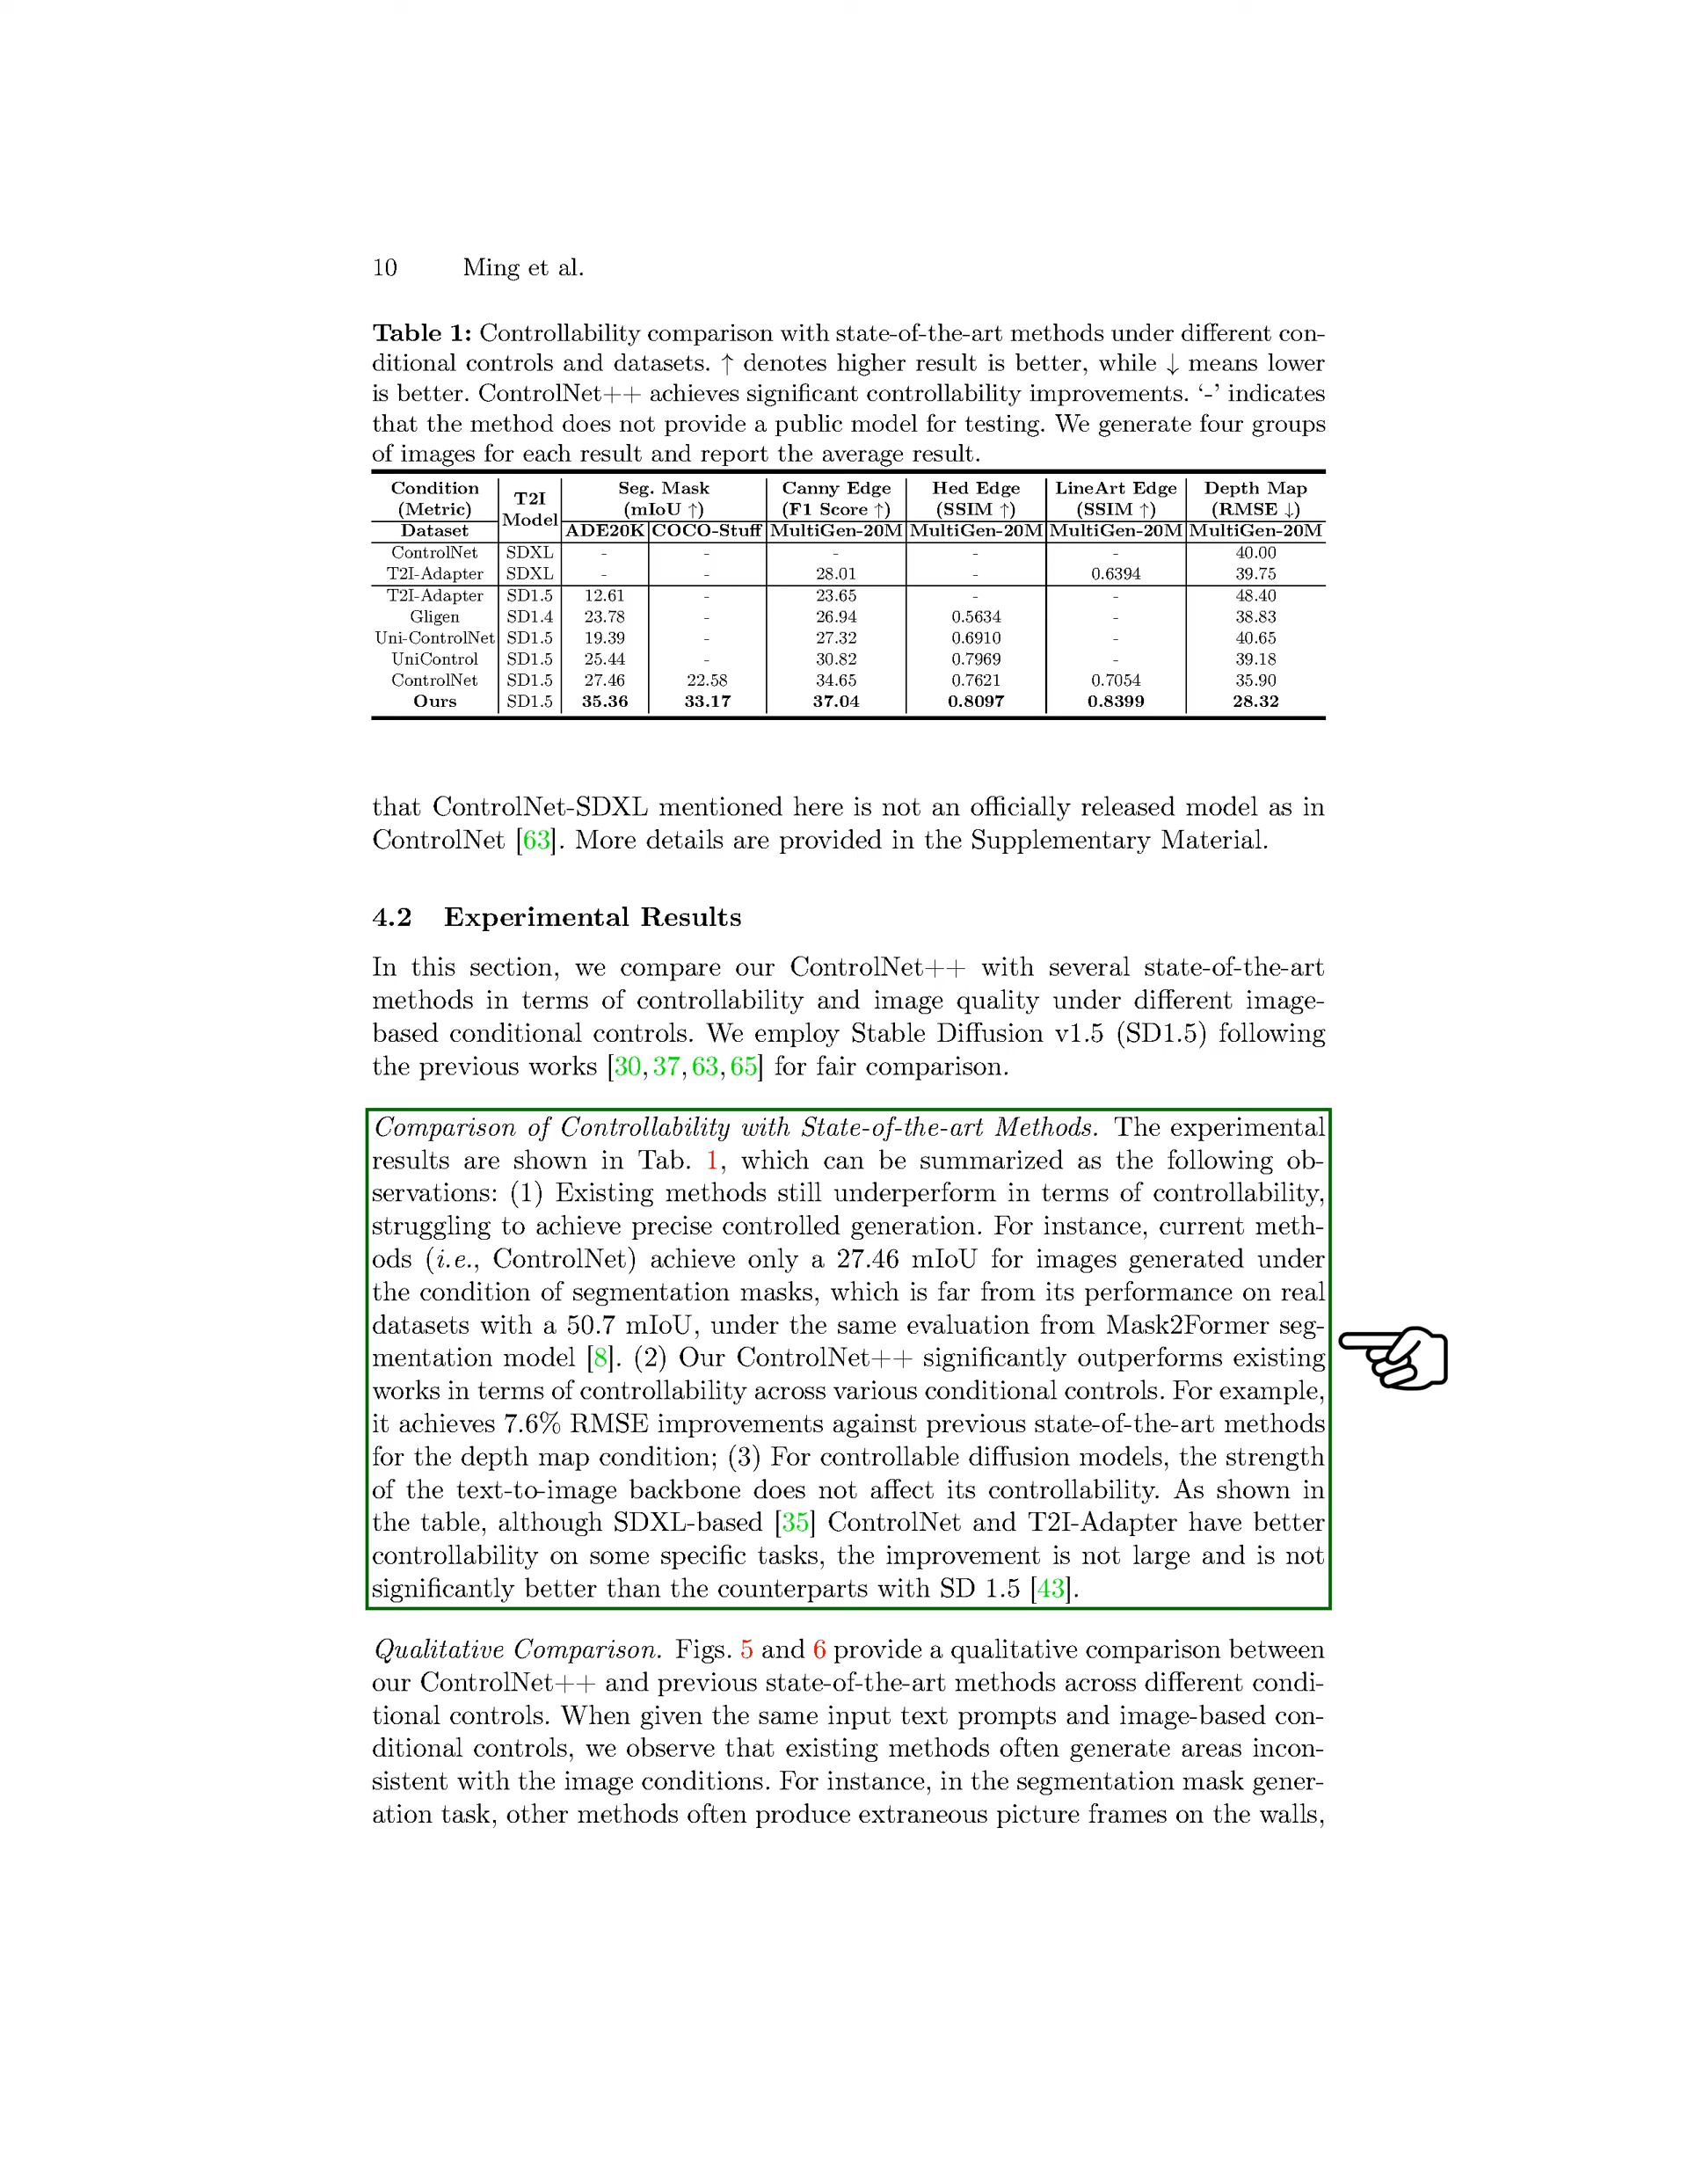 10 Ming et al.
Table 1: Controllability comparison with state-of-the-art methods under different con-
ditional controls and datasets. ↑ denotes higher result is better, while ↓ means lower
is better. ControlNet++ achieves significant controllability improvements. ‘-’ indicates
that the method does not provide a public model for testing. We generate four groups
of images for each result and report the average result.
Condition T2I Seg. Mask Canny Edge Hed Edge LineArt Edge Depth Map
(Metric) Model (mIoU ↑) (F1 Score ↑) (SSIM ↑) (SSIM ↑) (RMSE ↓)
Dataset ADE20K COCO-Stuff MultiGen-20M MultiGen-20M MultiGen-20M MultiGen-20M
ControlNet SDXL - - - - - 40.00
T2I-Adapter SDXL - - 28.01 - 0.6394 39.75
T2I-Adapter SD1.5 12.61 - 23.65 - - 48.40
Gligen SD1.4 23.78 - 26.94 0.5634 - 38.83
Uni-ControlNet SD1.5 19.39 - 27.32 0.6910 - 40.65
UniControl SD1.5 25.44 - 30.82 0.7969 - 39.18
ControlNet SD1.5 27.46 22.58 34.65 0.7621 0.7054 35.90
Ours SD1.5 35.36 33.17 37.04 0.8097 0.8399 28.32
that ControlNet-SDXL mentioned here is not an officially released model as in
ControlNet [63]. More details are provided in the Supplementary Material.
4.2 Experimental Results
In this section, we compare our ControlNet++ with several state-of-the-art
methods in terms of controllability and image quality under different image-
based conditional controls. We employ Stable Diffusion v1.5 (SD1.5) following
the previous works [30,37,63,65] for fair comparison.
Comparison of Controllability with State-of-the-art Methods. The experimental
results are shown in Tab. 1, which can be summarized as the following ob-
servations: (1) Existing methods still underperform in terms of controllability,
struggling to achieve precise controlled generation. For instance, current meth-
ods (i.e., ControlNet) achieve only a 27.46 mIoU for images generated under
the condition of segmentation masks, which is far from its performance on real
datasets with a 50.7 mIoU, under the same evaluation from Mask2Former seg-
mentation model [8]. (2) Our ControlNet++ significantly outperforms existing
works in terms of controllability across various conditional controls. For example,
it achieves 7.6% RMSE improvements against previous state-of-the-art methods
for the depth map condition; (3) For controllable diffusion models, the strength
of the text-to-image backbone does not affect its controllability. As shown in
the table, although SDXL-based [35] ControlNet and T2I-Adapter have better
controllability on some specific tasks, the improvement is not large and is not
significantly better than the counterparts with SD 1.5 [43].
Qualitative Comparison. Figs. 5 and 6 provide a qualitative comparison between
our ControlNet++ and previous state-of-the-art methods across different condi-
tional controls. When given the same input text prompts and image-based con-
ditional controls, we observe that existing methods often generate areas incon-
sistent with the image conditions. For instance, in the segmentation mask gener-
ation task, other methods often produce extraneous picture frames on the walls,